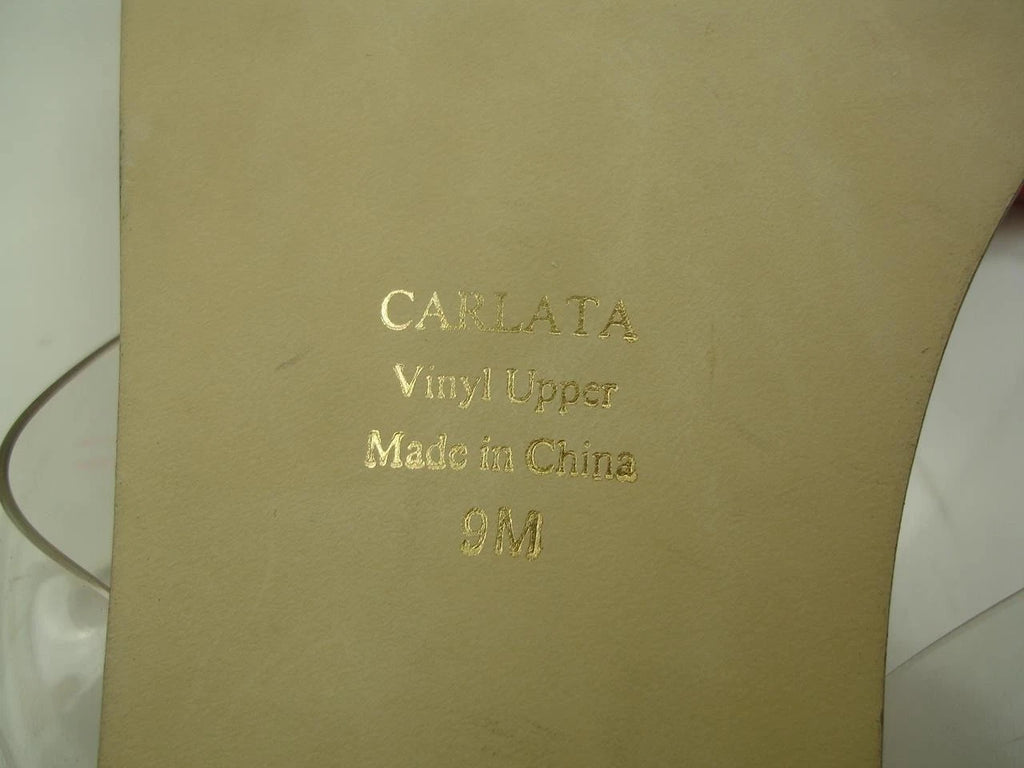 CARLATA
Vinyl Upper
Made in China
9M